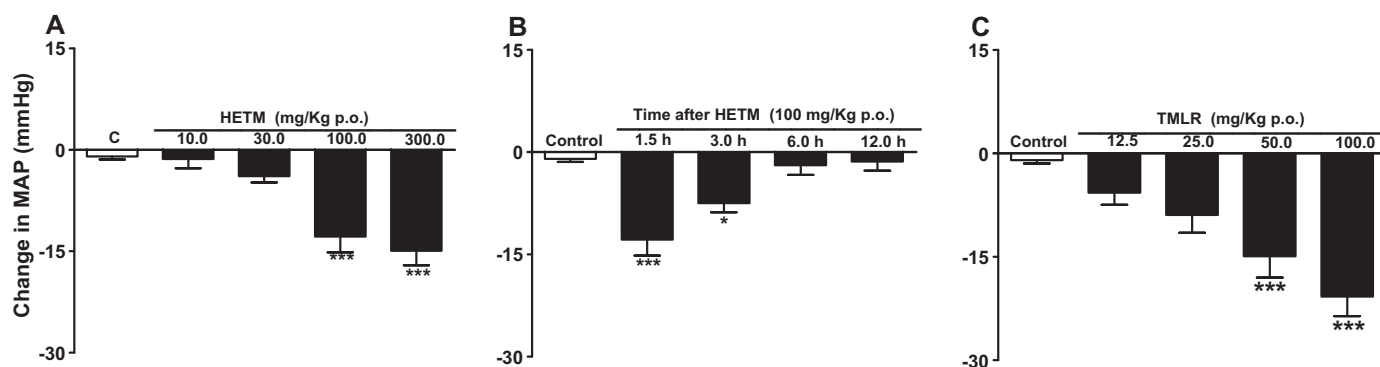 A
Change in MAP (mmHg)
15
0
-15
-30
HETM (mg/Kg p.o.)
C 10.0 30.0 100.0 300.0
***
***
B
15
0
-15
-30
Time after HETM (100 mg/Kg p.o.)
Control 1.5 h 3.0 h 6.0 h 12.0 h
***
*
C
15
0
-15
-30
TMLR (mg/Kg p.o.)
Control 12.5 25.0 50.0 100.0
***
***